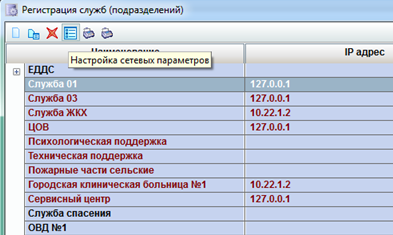 Регистрация служб (подразделений)
Наименование IP адрес
Настройка сетевых параметров
ЕДДС
Служба 01 127.0.0.1
Служба 03 127.0.0.1
Служба ЖКХ 10.22.1.2
ЦОВ 127.0.0.1
Психологическая поддержка
Техническая поддержка
Пожарные части сельские
Городская клиническая больница №1 10.22.1.2
Сервисный центр 127.0.0.1
Служба спасения
ОВД №1